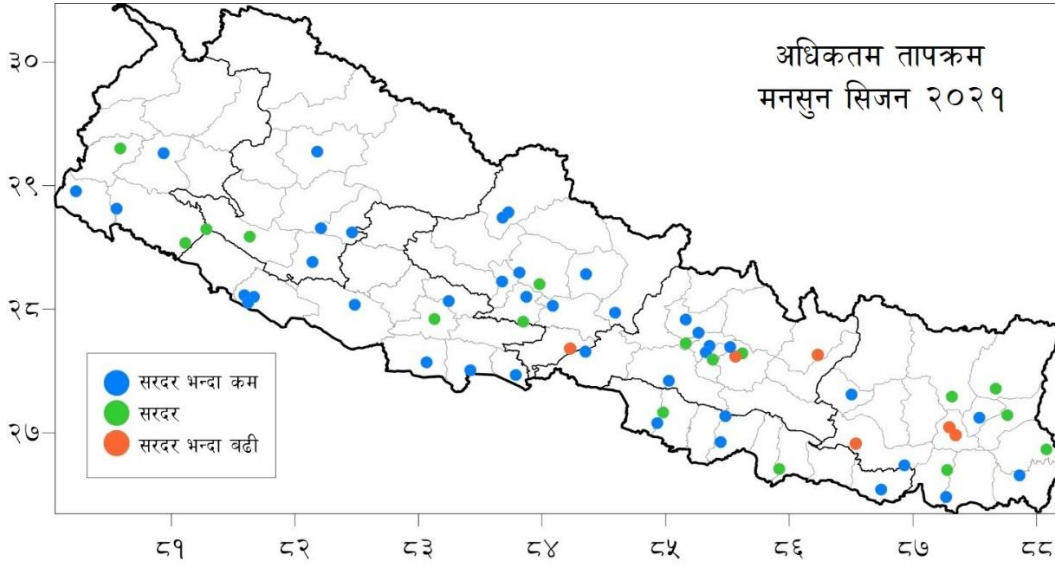 अधिकतम तापक्रम
मनसुन सिजन २०२१
३०
२९
२८
२७
सरदर भन्दा कम
सरदर
सरदर भन्दा बढी
८१ ८२ ८३ ८४ ८५ ८६ ८७ ८८